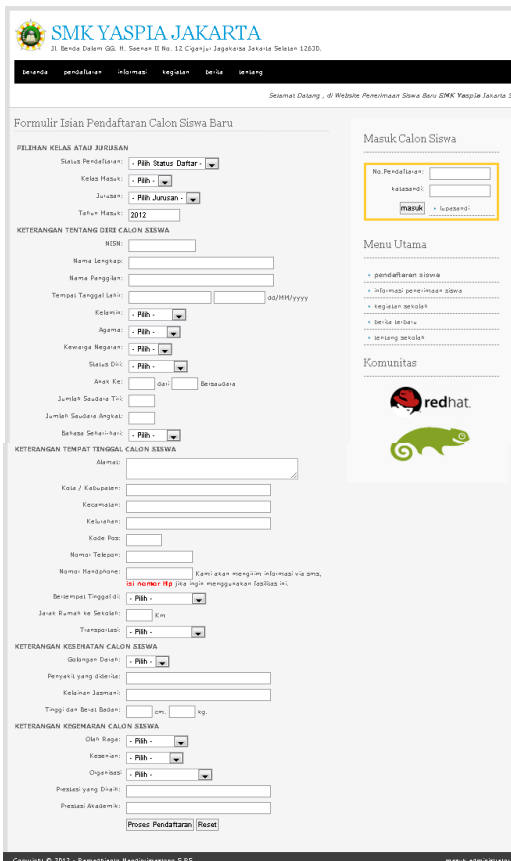 SMK YASPIA JAKARTA
Jl. Benda Dalam GG. H. Saenan II No. 12 Ciganjur Jagakarsa Jakarta Selatan 12630.
beranda pendaftaran informasi kegiatan berita tentang
Selamat Datang , di Website Penerimaan Siswa Baru SMK Yaspia Jakarta S
Formulir Isian Pendaftaran Calon Siswa Baru
PILIHAN KELAS ATAU JURUSAN
Status Pendaftaran: - Pilih Status Daftar -
Kelas Masuk: - Pilih -
Jurusan: - Pilih Jurusan -
Tahun Masuk: 2012
KETERANGAN TENTANG DIRI CALON SISWA
NISN:
Nama Lengkap:
Nama Panggilan:
Tempat Tanggal Lahir: dd/MM/yyyy
Kelamin: - Pilih -
Agama: - Pilih -
Kewarga Negaraan: - Pilih -
Status Diri: - Pilih -
Anak Ke: dari Bersaudara
Jumlah Saudara Tiri:
Jumlah Saudara Angkat:
Bahasa Sehari-hari: - Pilih -
KETERANGAN TEMPAT TINGGAL CALON SISWA
Alamat:
Kota / Kabupaten:
Kecamatan:
Kelurahan:
Kode Pos:
Nomor Telepon:
Nomor Handphone: Kami akan mengirim informasi via sms,
isi nomor Hp jika ingin menggunakan fasilitas ini.
Bertempat Tinggal di: - Pilih -
Jarak Rumah ke Sekolah: Km
Transportasi: - Pilih -
KETERANGAN KESEHATAN CALON SISWA
Golongan Darah: - Pilih -
Penyakit yang diderita:
Kelainan Jasmani:
Tinggi dan Berat Badan: cm. kg.
KETERANGAN KEGEMARAN CALON SISWA
Olah Raga: - Pilih -
Kesenian: - Pilih -
Organisasi - Pilih -
Prestasi yang Diraih:
Prestasi Akademik:
Proses Pendaftaran Reset
Masuk Calon Siswa
No.Pendaftaran:
katasandi:
masuk lupasandi
Menu Utama
pendaftaran siswa
informasi penerimaan siswa
kegiatan sekolah
berita terbaru
tentang sekolah
Komunitas
redhat.
Copyright © 2012 - S.RS
masuk administrator